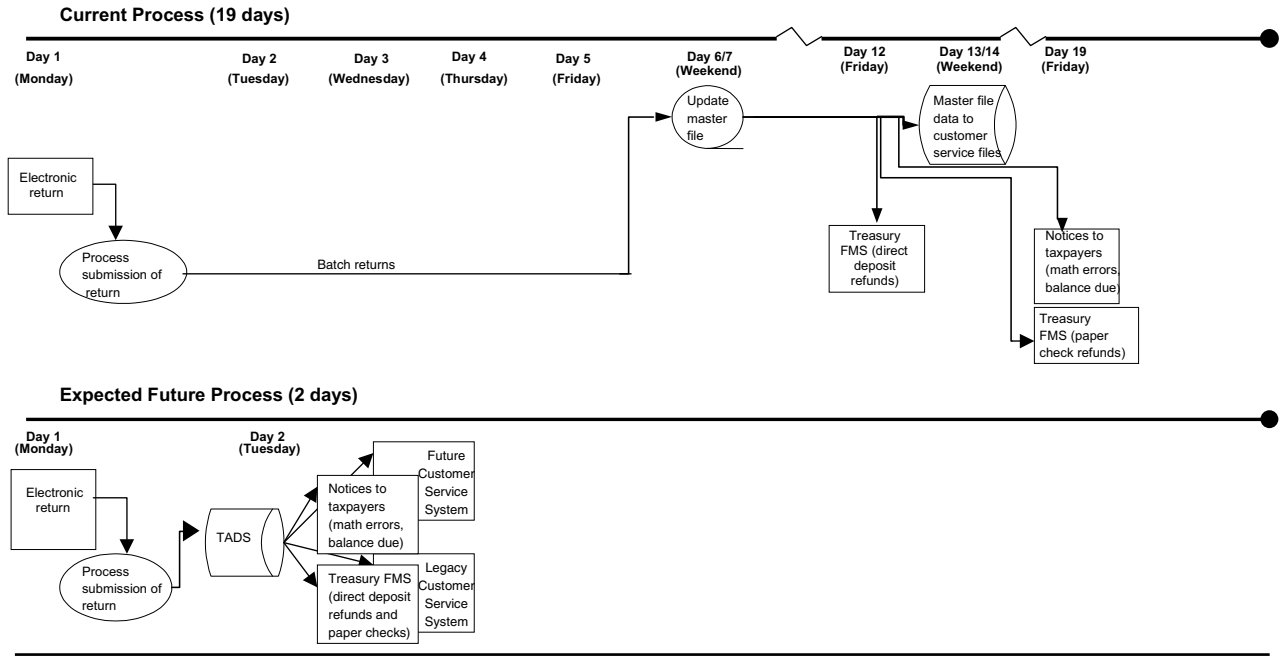 Current Process (19 days)
Day 1
(Monday)
Day 2
(Tuesday)
Day 3
(Wednesday)
Day 4
(Thursday)
Day 5
(Friday)
Day 6/7
(Weekend)
Day 12
(Friday)
Day 13/14
(Weekend)
Day 19
(Friday)
Update
master
file
Master file
data to
customer
service files
Electronic
return
Process
submission of
return
Batch returns
Treasury
FMS (direct
deposit
refunds)
Notices to
taxpayers
(math errors,
balance due)
Treasury
FMS (paper
check refunds)
Expected Future Process (2 days)
Day 1
(Monday)
Day 2
(Tuesday)
Electronic
return
Process
submission of
return
TADS
Future
Customer
Service
System
Notices to
taxpayers
(math errors,
balance due)
Legacy
Customer
Service
System
Treasury FMS
(direct deposit
refunds and
paper checks)